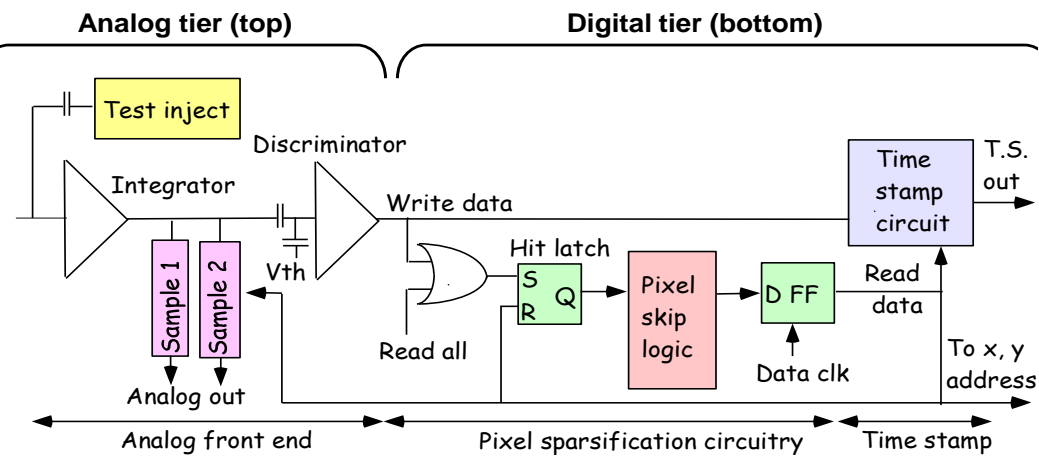 Analog tier (top)
Digital tier (bottom)
Test inject
Discriminator
Integrator
Write data
Time
stamp
circuit
T.S.
out
Hit latch
Vth
Sample 1
Sample 2
S
R
Q
Pixel
skip
logic
D FF
Read
data
Read all
Data clk
To x, y
address
Analog out
Analog front end
Pixel sparsification circuitry
Time stamp